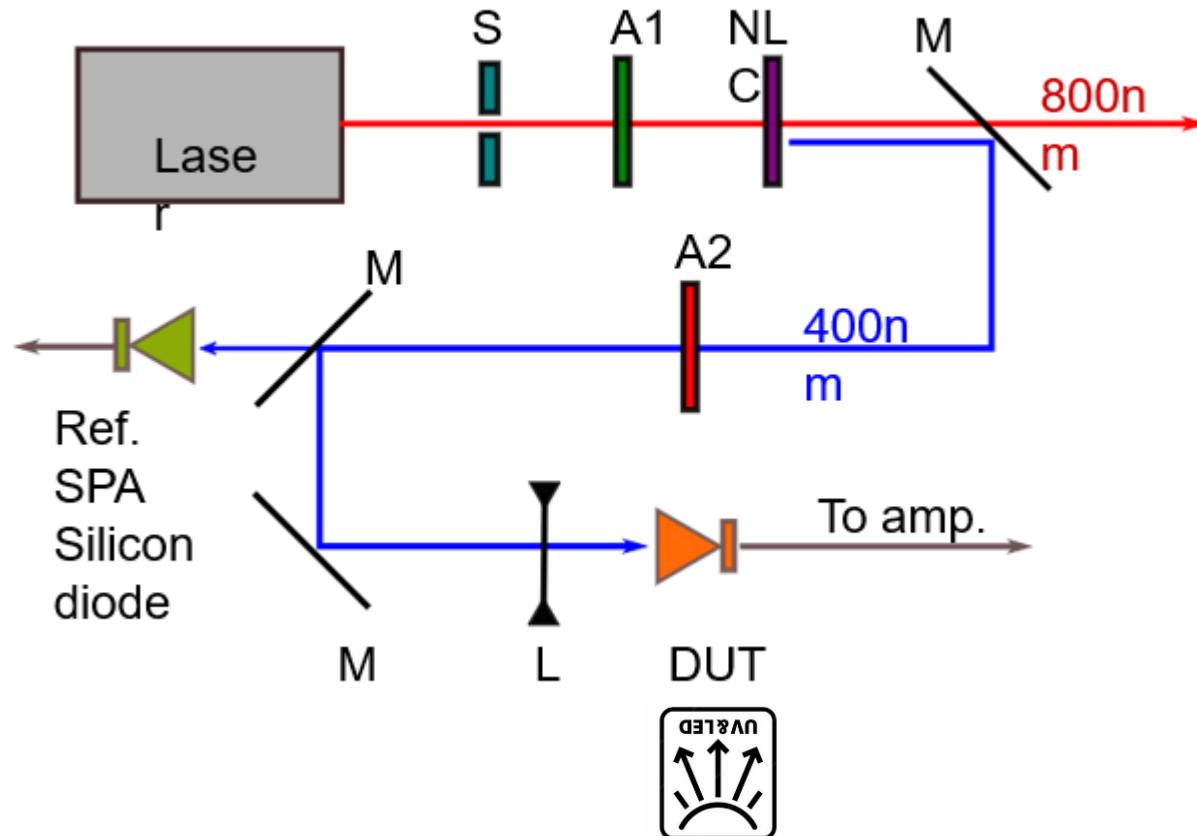 S
A1
NL
C
M
800n
m
Lase
r
M
A2
400n
m
Ref.
SPA
Silicon
diode
To amp.
M
L
DUT
UV&LED